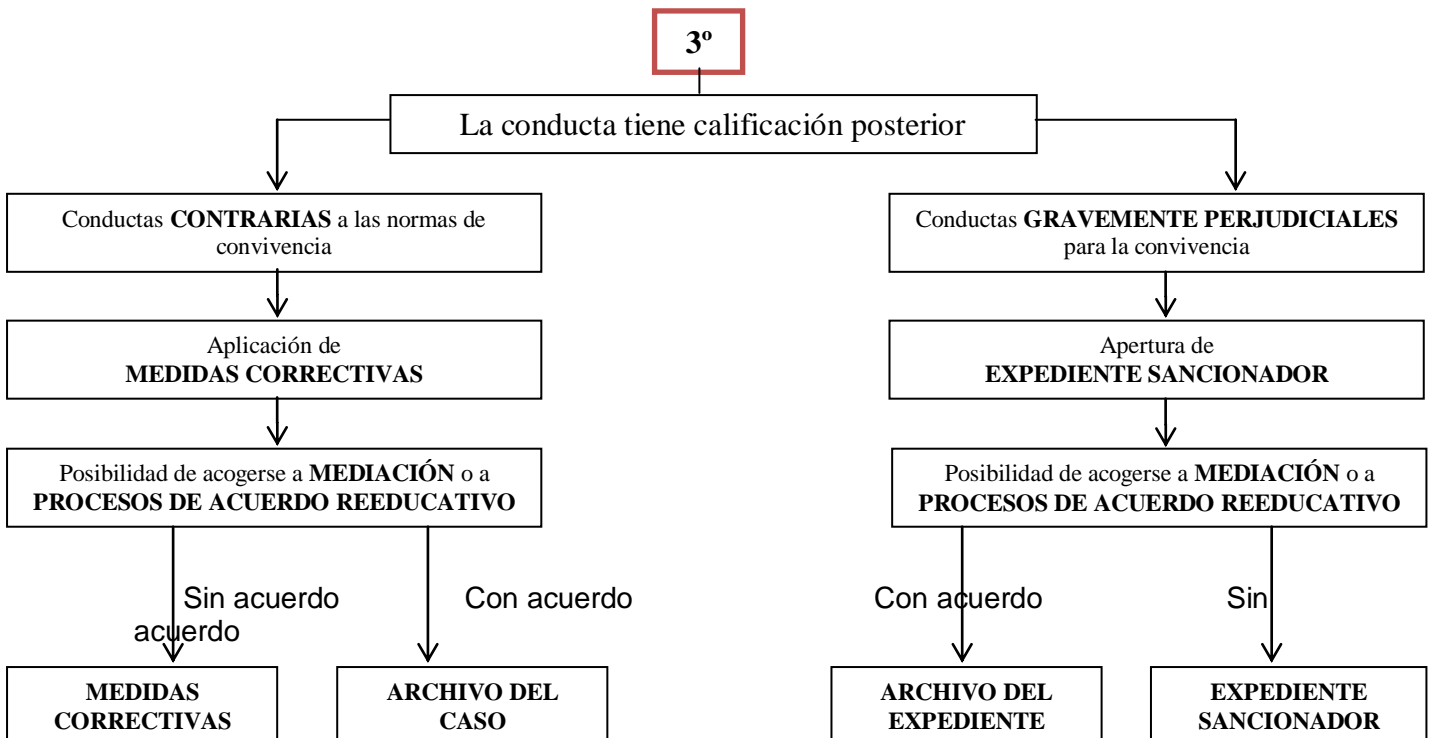 3º
La conducta tiene calificación posterior
Conductas CONTRARIAS a las normas de
convivencia
Conductas GRAVEMENTE PERJUDICIALES
para la convivencia
Aplicación de
MEDIDAS CORRECTIVAS
Apertura de
EXPEDIENTE SANCIONADOR
Posibilidad de acogerse a MEDIACIÓN o a
PROCESOS DE ACUERDO REEDUCATIVO
Posibilidad de acogerse a MEDIACIÓN o a
PROCESOS DE ACUERDO REEDUCATIVO
Sin acuerdo Con acuerdo Con acuerdo Sin
acuerdo
MEDIDAS
CORRECTIVAS
ARCHIVO DEL
CASO
ARCHIVO DEL
EXPEDIENTE
EXPEDIENTE
SANCIONADOR